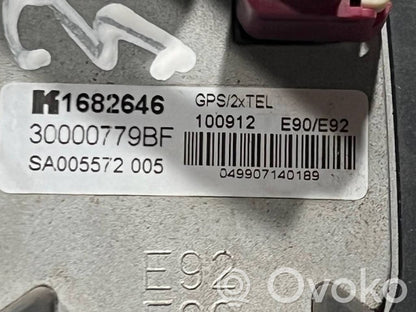 K1682646 GPS/2xTEL
30000779BF 100912 E90/E92
SA005572 005
049907140189
E92
© Ovoko